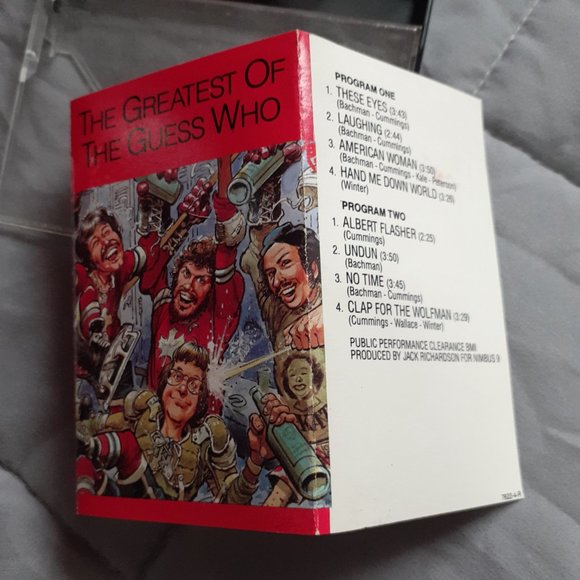 THE GREATEST OF
THE GUESS WHO
PROGRAM ONE
1. THESE EYES (3:43)
(Bachman - Cummings)
2. LAUGHING (2:44)
(Bachman - Cummings)
3. AMERICAN WOMAN (3:50)
(Bachman - Cummings - Kale - Peterson)
4. HAND ME DOWN WORLD (3:26)
(Winter)
PROGRAM TWO
1. ALBERT FLASHER (2:25)
(Cummings)
2. UNDUN (3:50)
(Bachman)
3. NO TIME (3:45)
(Bachman - Cummings)
4. CLAP FOR THE WOLFMAN (3:29)
(Cummings - Wallace - Winter)
PUBLIC PERFORMANCE CLEARANCE BMI
PRODUCED BY JACK RICHARDSON FOR NIMBUS 9